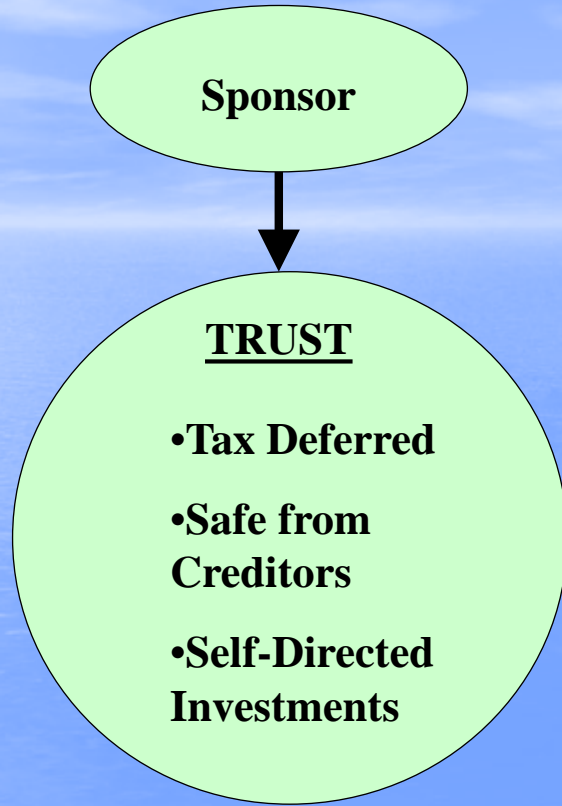 Sponsor
TRUST
•Tax Deferred
•Safe from
Creditors
•Self-Directed
Investments